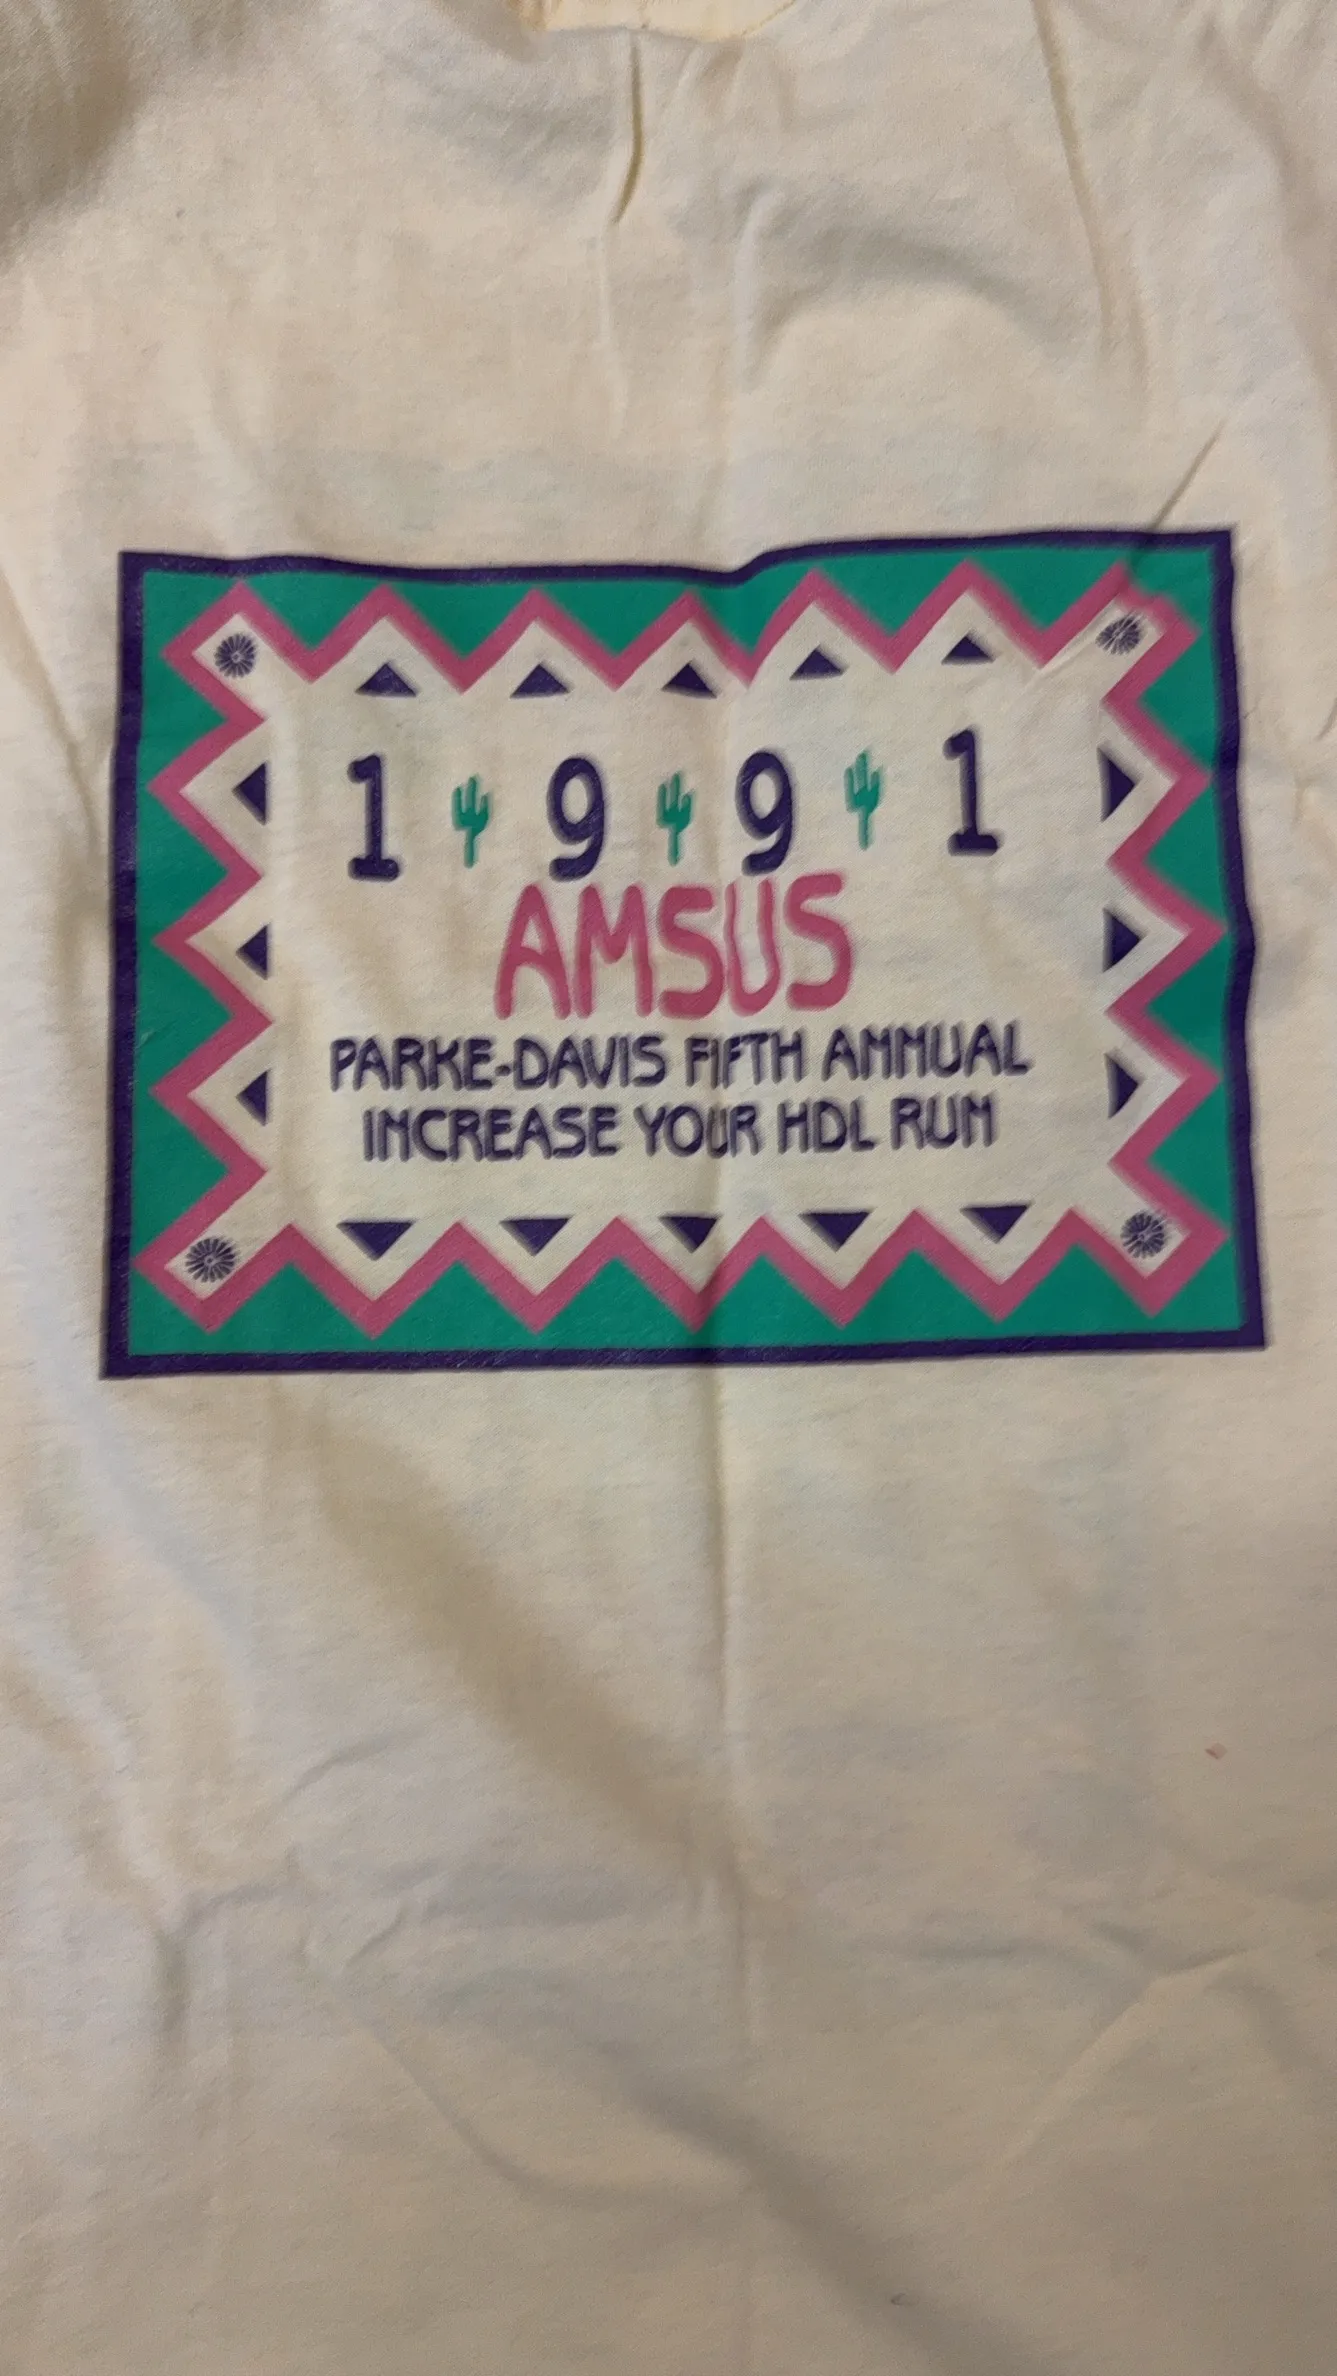 1991
AMSUS
PARKE-DAVIS FIFTH ANNUAL
INCREASE YOUR HDL RUN